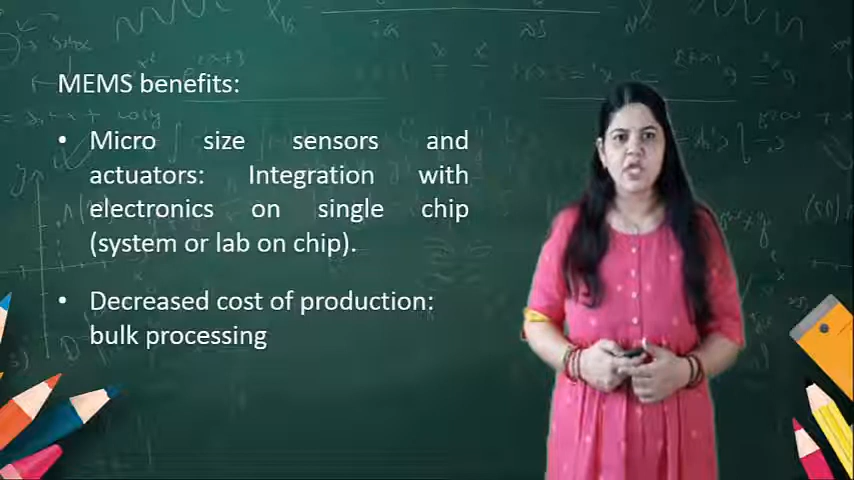 MEMS benefits:
• Micro size sensors and
actuators: Integration with
electronics on single chip
(system or lab on chip).
• Decreased cost of production:
bulk processing